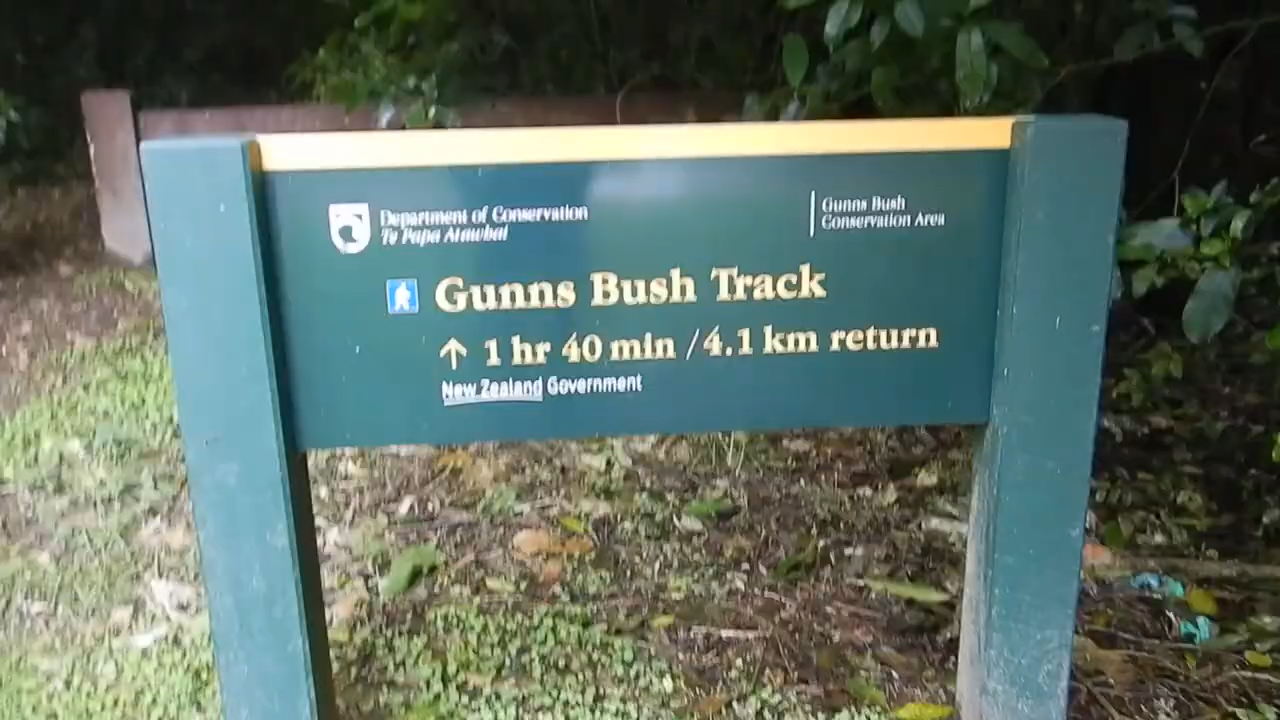 Department of Conservation
Te Papa Atawhai
Gunns Bush
Conservation Area
Gunns Bush Track
↑ 1 hr 40 min / 4.1 km return
New Zealand Government